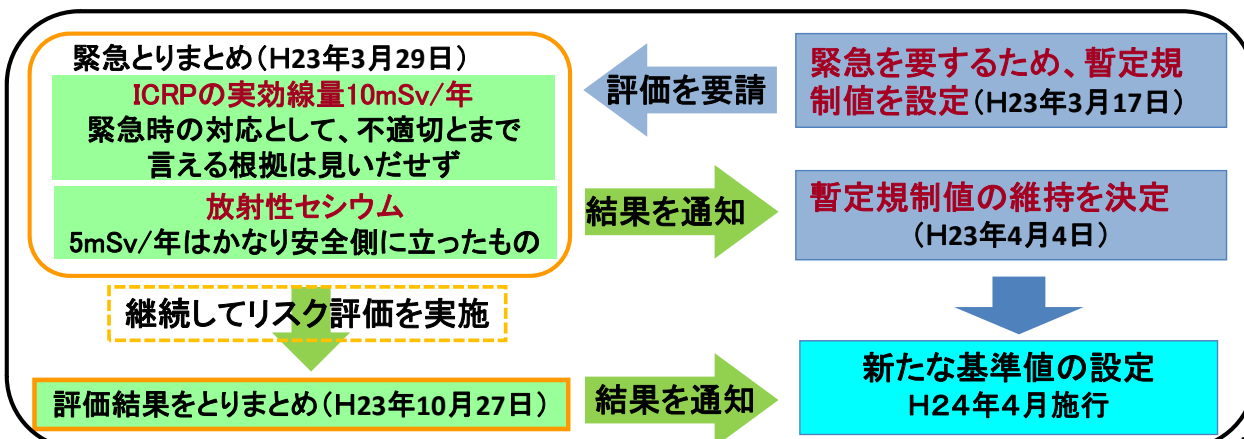 緊急とりまとめ(H23年3月29日)
ICRPの実効線量10mSv/年
緊急時の対応として、不適切とまで
言える根拠は見いだせず
放射性セシウム
5mSv/年はかなり安全側に立ったもの
評価を要請
緊急を要するため、暫定規
制値を設定(H23年3月17日)
結果を通知
暫定規制値の維持を決定
(H23年4月4日)
継続してリスク評価を実施
評価結果をとりまとめ(H23年10月27日)
結果を通知
新たな基準値の設定
H24年4月施行